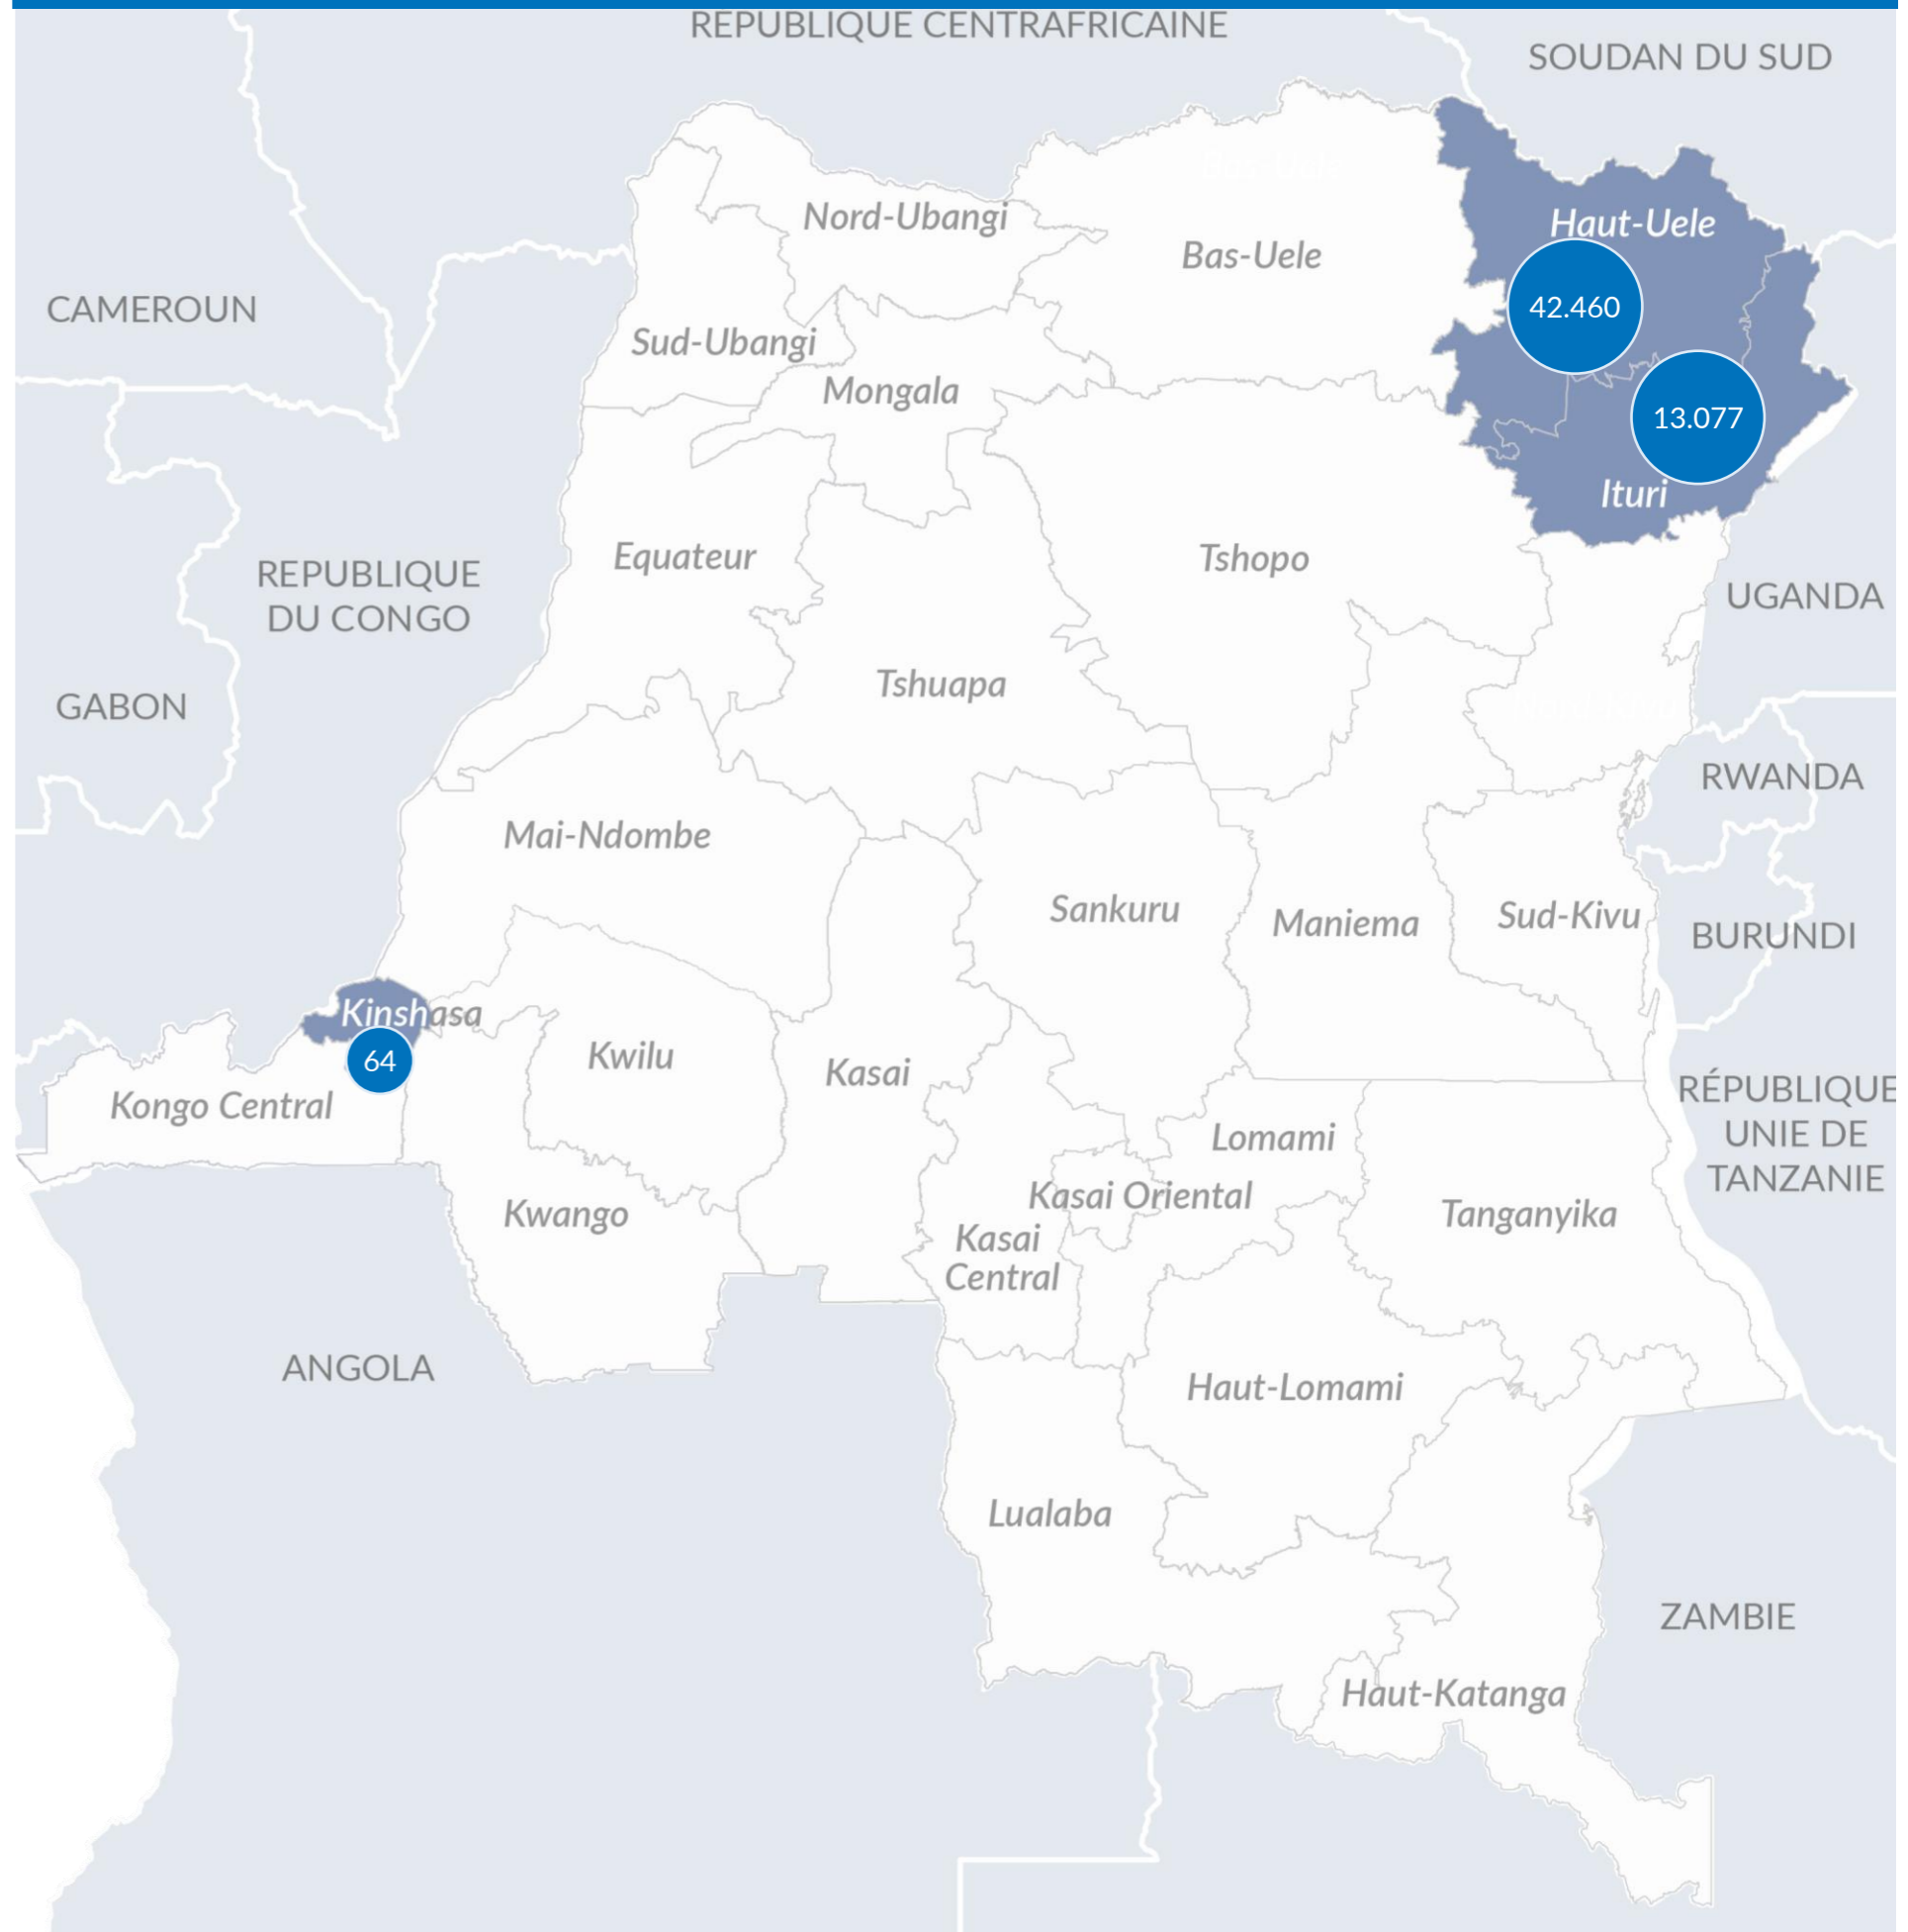 REPUBLIQUE CENTRAFRICAINE
SOUDAN DU SUD
Nord-Ubangi
Haut-Uele
Bas-Uele
CAMEROUN
42.460
Sud-Ubangi
Mongala
13.077
Ituri
Equateur
Tshopo
REPUBLIQUE
DU CONGO
UGANDA
Tshuapa
GABON
RWANDA
Mai-Ndombe
Sankuru
Maniema
Sud-Kivu
BURUNDI
Kinshasa
64
Kwilu
Kasai
Kongo Central
RÉPUBLIQUE
UNIE DE
TANZANIE
Lomami
Kasai Oriental
Kwango
Tanganyika
Kasai
Central
ANGOLA
Haut-Lomami
Lualaba
ZAMBIE
Haut-Katanga